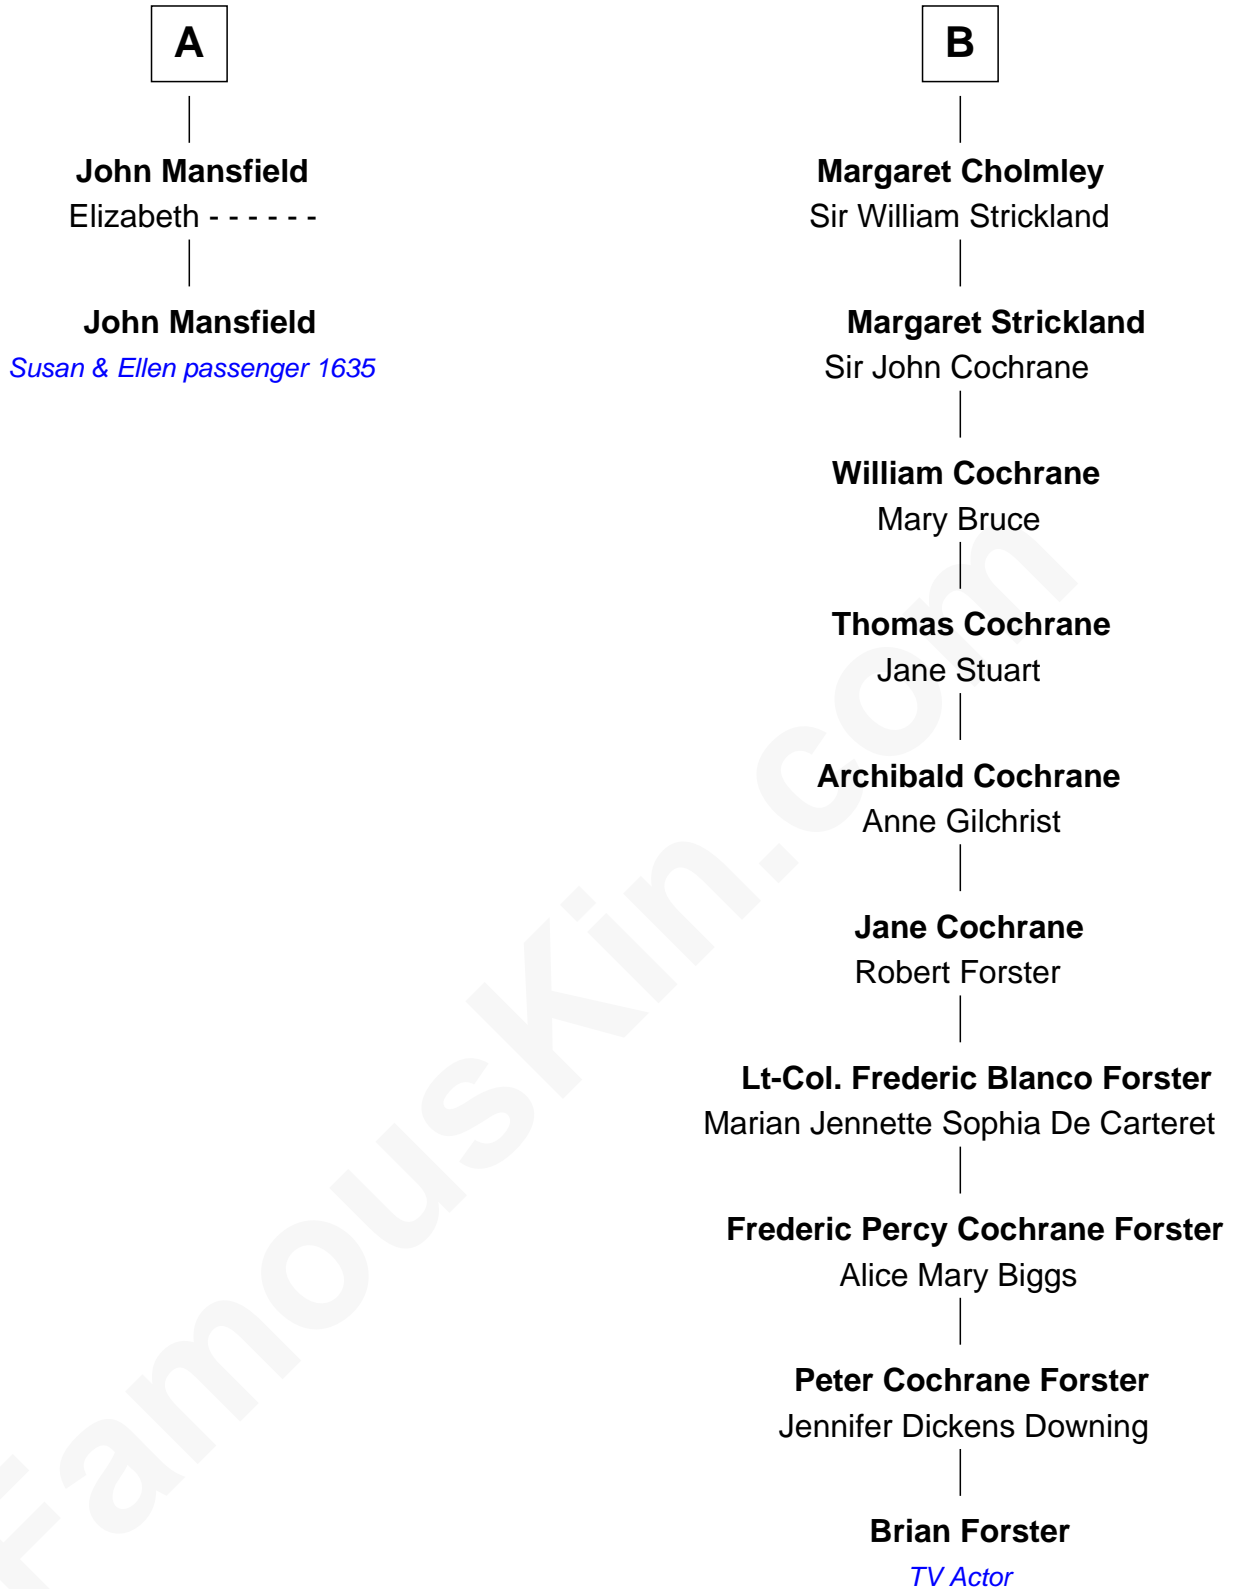 A
John Mansfield
Elizabeth - - - - - -
John Mansfield
Susan & Ellen passenger 1635
B
Margaret Cholmley
Sir William Strickland
Margaret Strickland
Sir John Cochrane
William Cochrane
Mary Bruce
Thomas Cochrane
Jane Stuart
Archibald Cochrane
Anne Gilchrist
Jane Cochrane
Robert Forster
Lt-Col. Frederic Blanco Forster
Marian Jennette Sophia De Carteret
Frederic Percy Cochrane Forster
Alice Mary Biggs
Peter Cochrane Forster
Jennifer Dickens Downing
Brian Forster
TV Actor
FamousKin.com